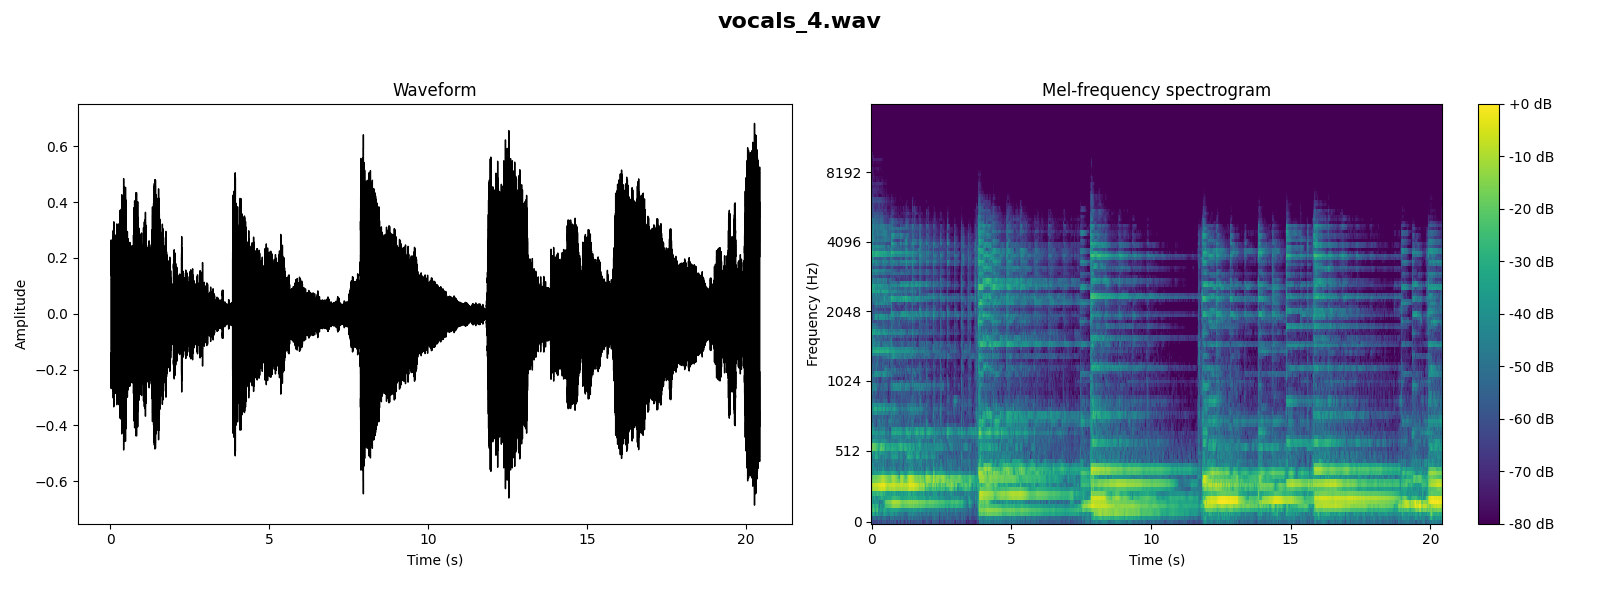 vocals_4.wav
Waveform
Amplitude
0.6
0.4
0.2
0.0
−0.2
−0.4
−0.6
0
5
10
15
20
Time (s)
Mel-frequency spectrogram
Frequency (Hz)
8192
4096
2048
1024
512
0
0
5
10
15
20
Time (s)
+0 dB
-10 dB
-20 dB
-30 dB
-40 dB
-50 dB
-60 dB
-70 dB
-80 dB